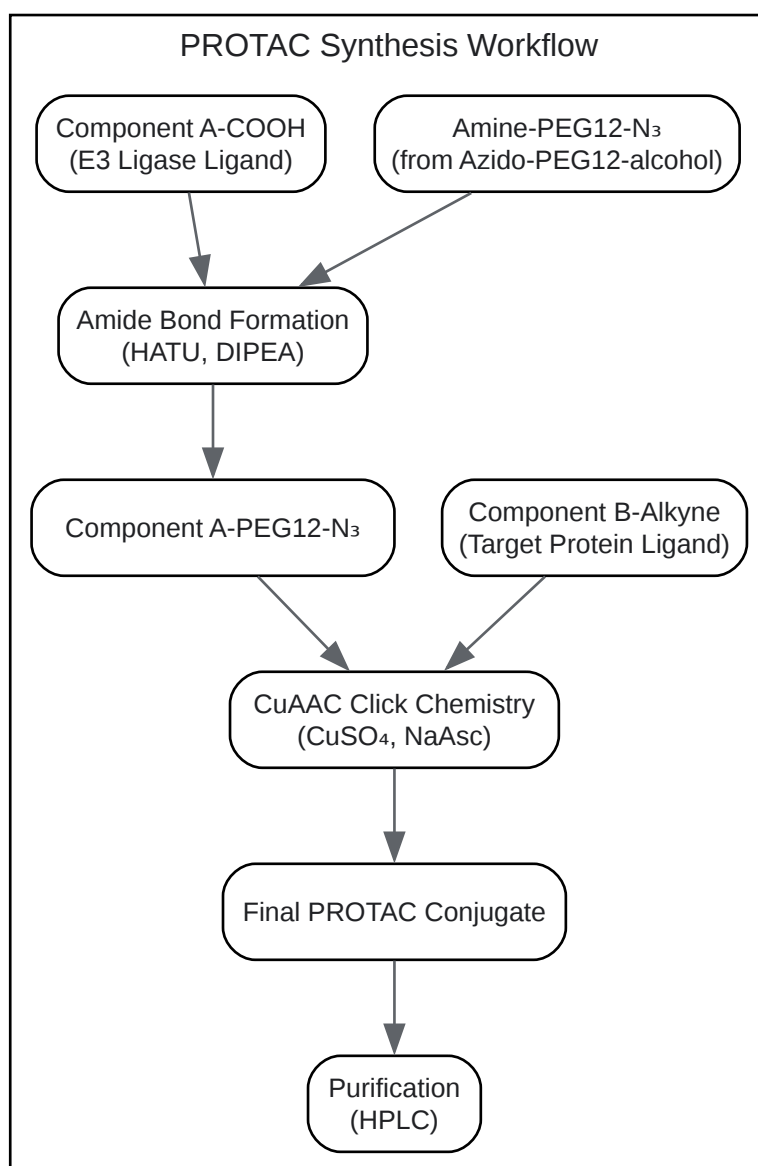 PROTAC Synthesis Workflow
Component A-COOH
(E3 Ligase Ligand)
Amine-PEG12-N₃
(from Azido-PEG12-alcohol)
Amide Bond Formation
(HATU, DIPEA)
Component A-PEG12-N₃
Component B-Alkyne
(Target Protein Ligand)
CuAAC Click Chemistry
(CuSO₄, NaAsc)
Final PROTAC Conjugate
Purification
(HPLC)